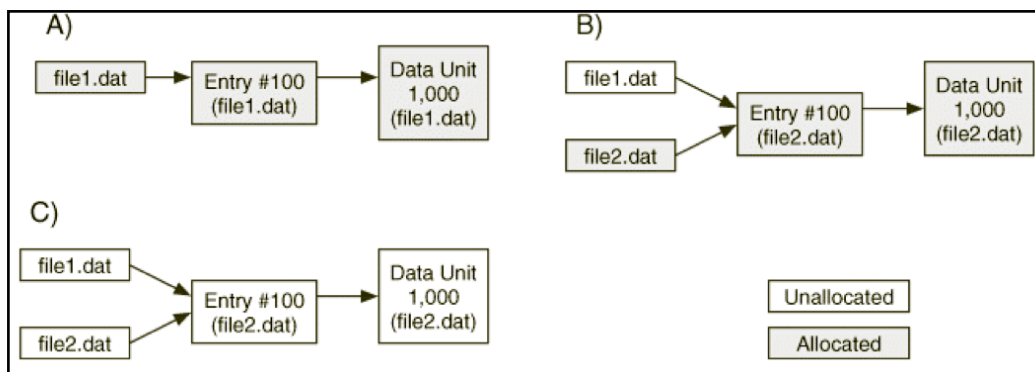 A)
file1.dat
Entry #100
(file1.dat)
Data Unit
1,000
(file1.dat)
B)
file1.dat
file2.dat
Entry #100
(file2.dat)
Data Unit
1,000
(file2.dat)
C)
file1.dat
file2.dat
Entry #100
(file2.dat)
Data Unit
1,000
(file2.dat)
Unallocated
Allocated